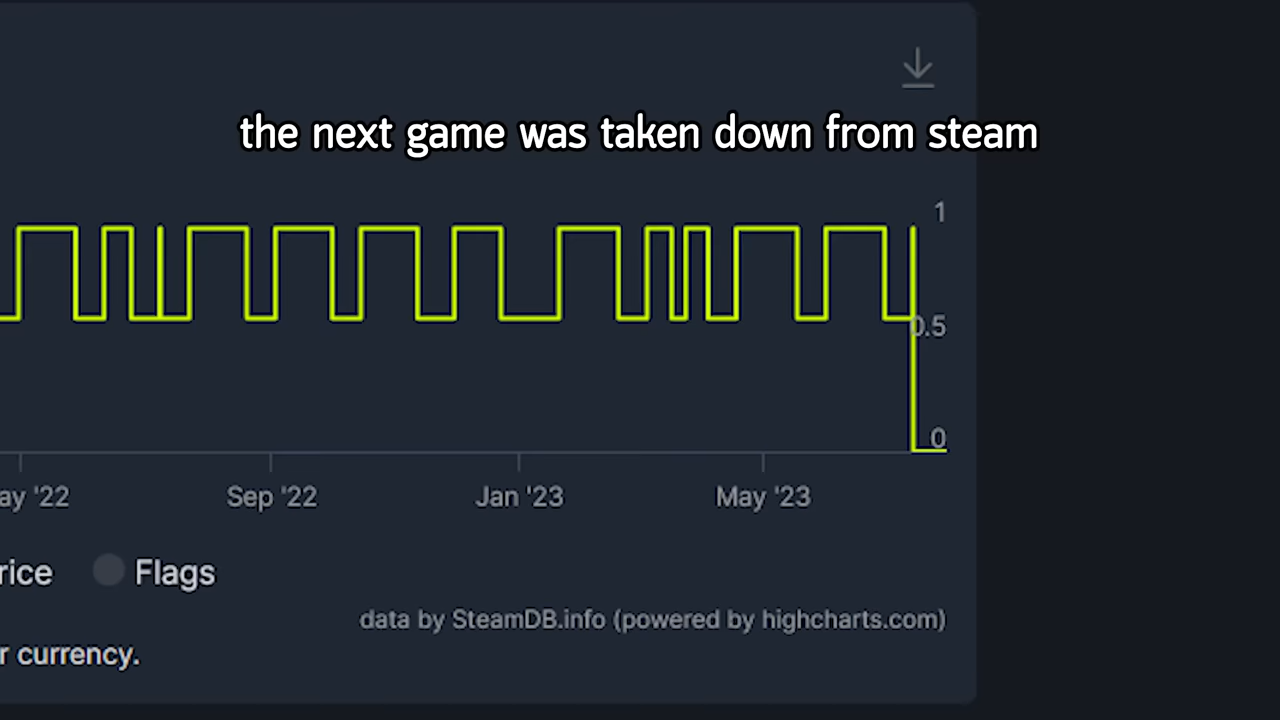 the next game was taken down from steam
1
0.5
0
ay '22 Sep '22 Jan '23 May '23
rice Flags
data by SteamDB.info (powered by highcharts.com)
r currency.